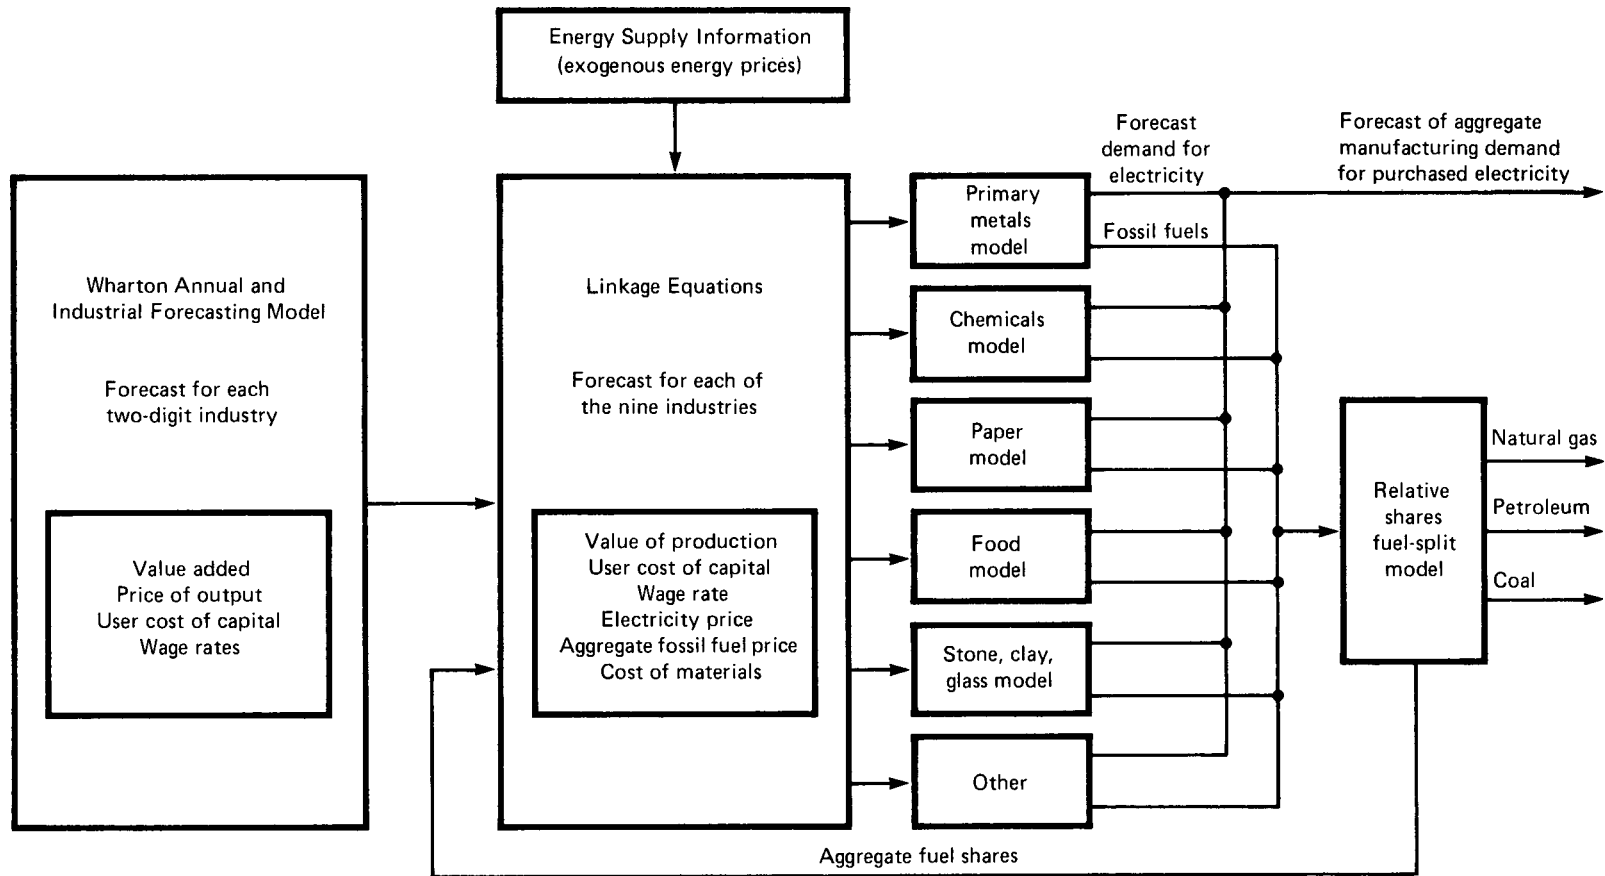 Energy Supply Information
(exogenous energy prices)
Wharton Annual and
Industrial Forecasting Model
Forecast for each
two-digit industry
Value added
Price of output
User cost of capital
Wage rates
Linkage Equations
Forecast for each of
the nine industries
Value of production
User cost of capital
Wage rate
Electricity price
Aggregate fossil fuel price
Cost of materials
Primary
metals
model
Chemicals
model
Paper
model
Food
model
Stone, clay,
glass model
Other
Forecast
demand for
electricity
Fossil fuels
Forecast of aggregate
manufacturing demand
for purchased electricity
Relative
shares
fuel-split
model
Natural gas
Petroleum
Coal
Aggregate fuel shares